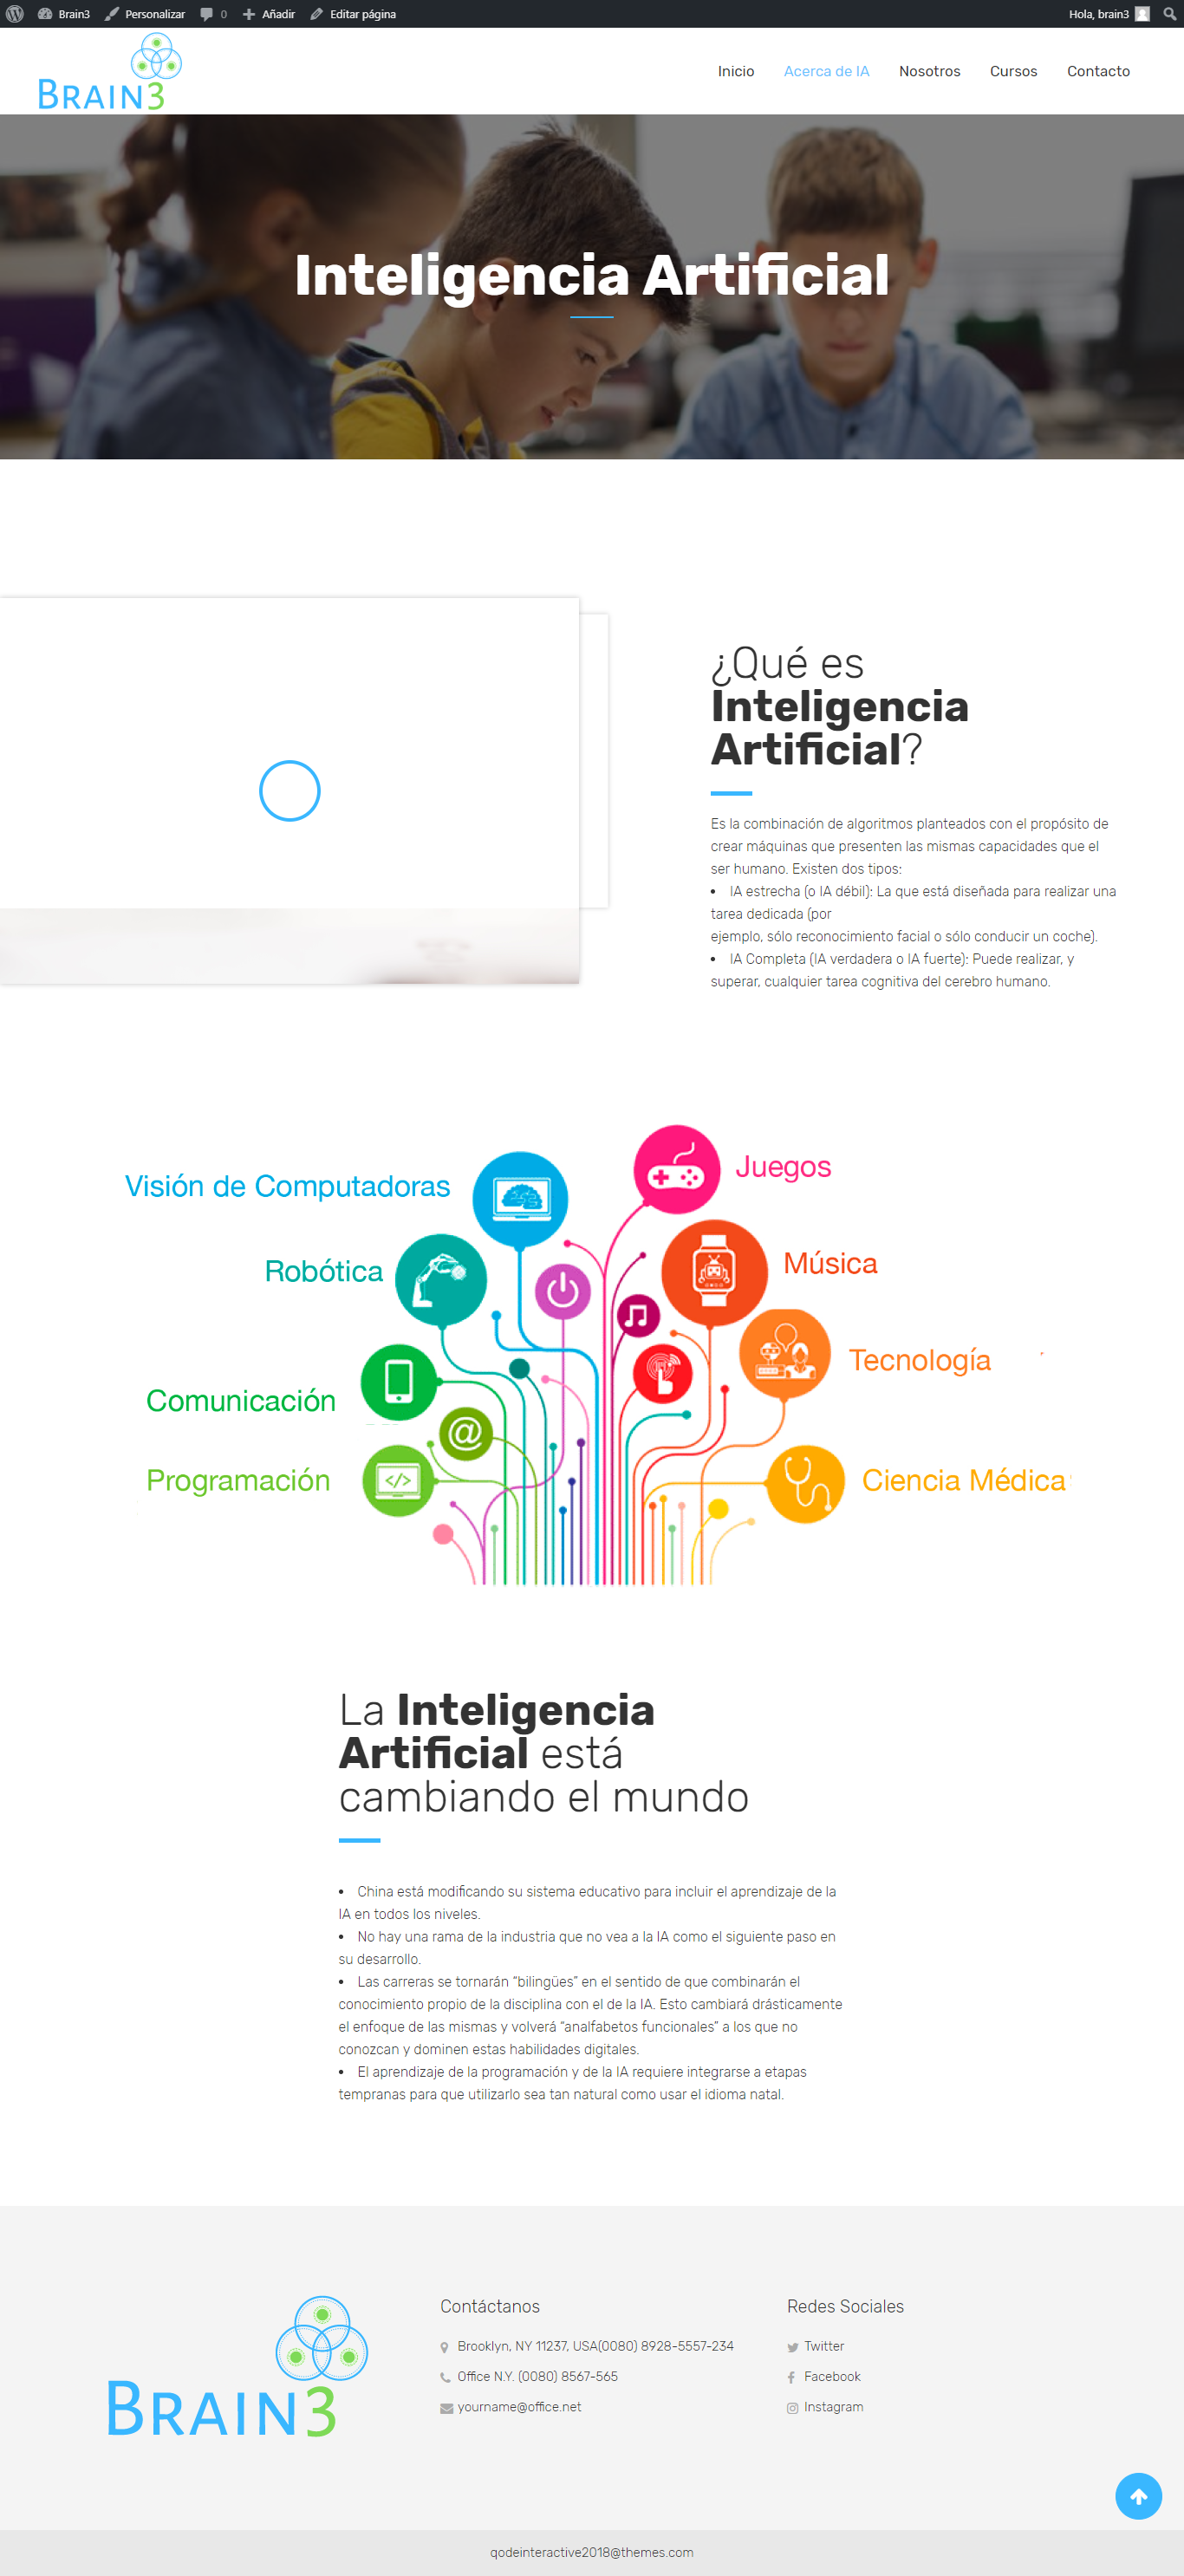 Brain3 Personalizar 0 Añadir Editar página Hola, brain3
BRAIN3
Inicio Acerca de IA Nosotros Cursos Contacto
Inteligencia Artificial
¿Qué es
Inteligencia
Artificial?
Es la combinación de algoritmos planteados con el propósito de
crear máquinas que presenten las mismas capacidades que el
ser humano. Existen dos tipos:
• IA estrecha (o IA débil): La que está diseñada para realizar una
tarea dedicada (por
ejemplo, sólo reconocimiento facial o sólo conducir un coche).
• IA Completa (IA verdadera o IA fuerte): Puede realizar, y
superar, cualquier tarea cognitiva del cerebro humano.
Juegos
Visión de Computadoras
Robótica
Música
Tecnología
Comunicación
@
Programación
</>
Ciencia Médica
La Inteligencia
Artificial está
cambiando el mundo
• China está modificando su sistema educativo para incluir el aprendizaje de la
IA en todos los niveles.
• No hay una rama de la industria que no vea a la IA como el siguiente paso en
su desarrollo.
• Las carreras se tornarán “bilingües” en el sentido de que combinarán el
conocimiento propio de la disciplina con el de la IA. Esto cambiará drásticamente
el enfoque de las mismas y volverá “analfabetos funcionales” a los que no
conozcan y dominen estas habilidades digitales.
• El aprendizaje de la programación y de la IA requiere integrarse a etapas
tempranas para que utilizarlo sea tan natural como usar el idioma natal.
BRAIN3
Contáctanos
Brooklyn, NY 11237, USA(0080) 8928-5557-234
Office N.Y. (0080) 8567-565
yourname@office.net
Redes Sociales
Twitter
Facebook
Instagram
qodeinteractive2018@themes.com